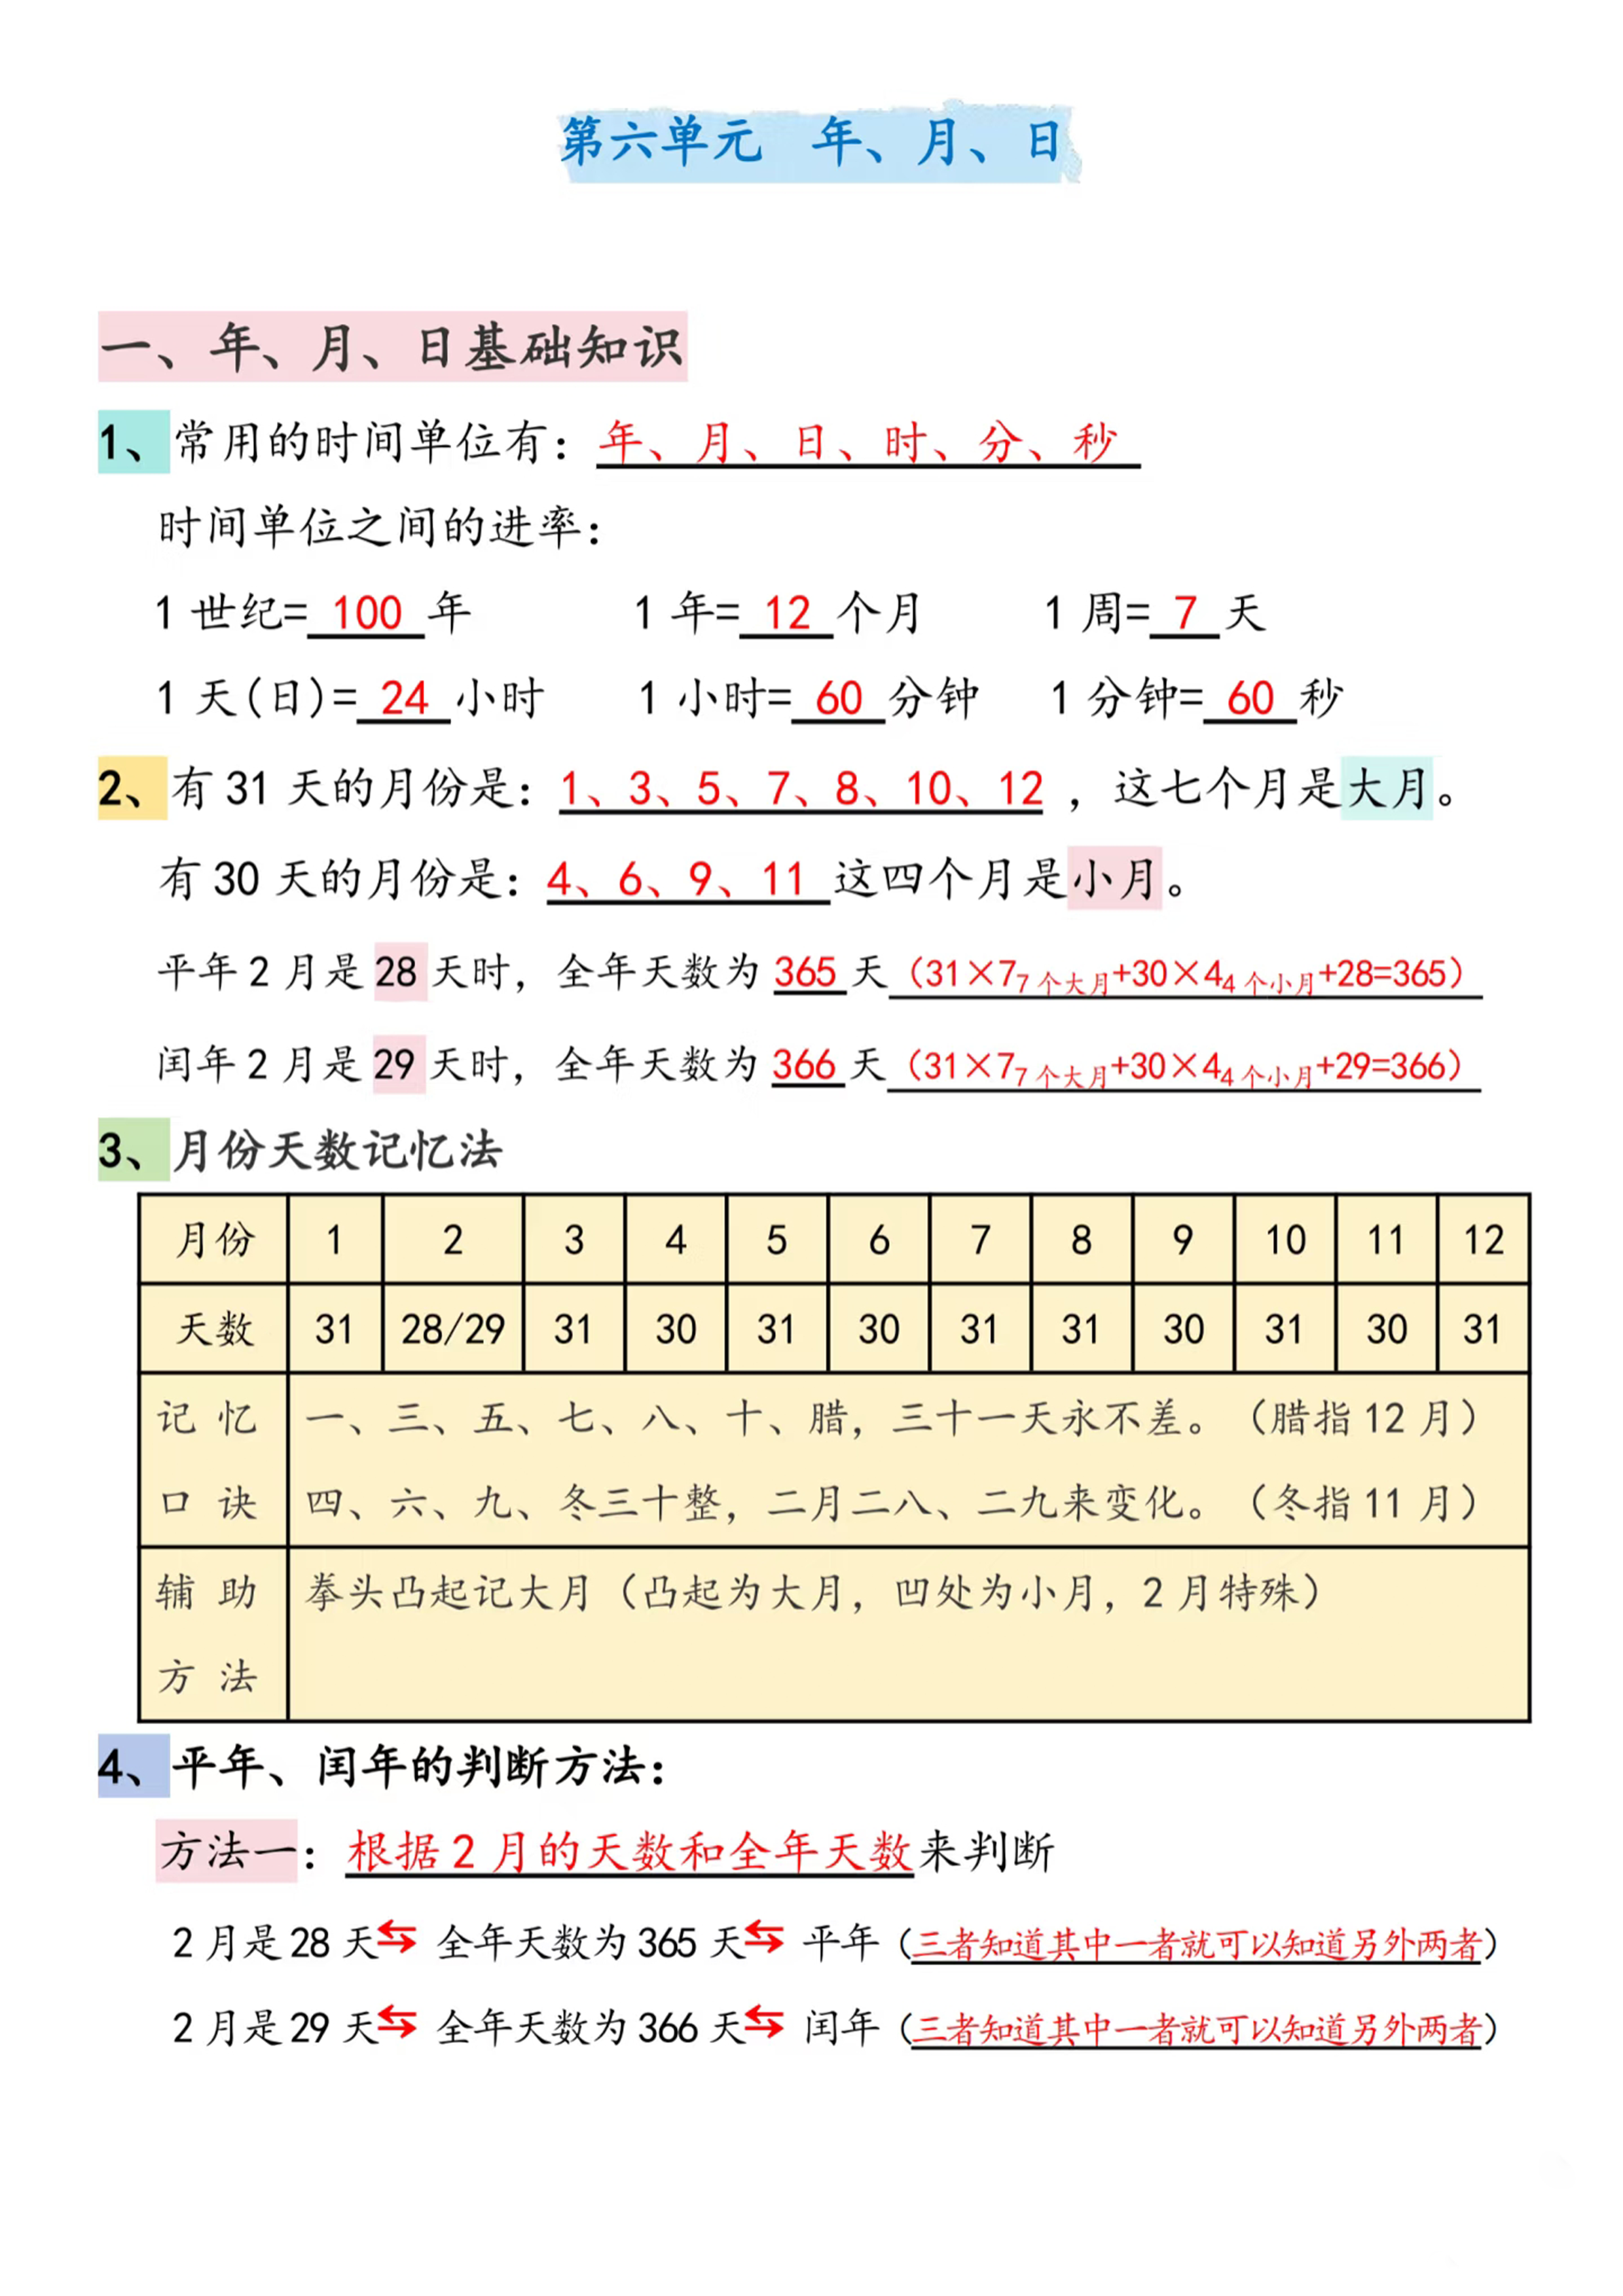 第六单元 年、月、日
一、年、月、日基础知识
1、常用的时间单位有：年、月、日、时、分、秒
时间单位之间的进率：
1 世纪=100 年 1 年=12 个月 1 周=7 天
1 天(日)=24 小时 1 小时=60 分钟 1 分钟=60 秒
2、有 31 天的月份是：1、3、5、7、8、10、12 ，这七个月是大月。
有 30 天的月份是：4、6、9、11 这四个月是小月。
平年 2 月是 28 天时，全年天数为 365 天（31×7 7个大月+30×4 4个小月+28=365）
闰年 2 月是 29 天时，全年天数为 366 天（31×7 7个大月+30×4 4个小月+29=366）
3、月份天数记忆法
月份 1 2 3 4 5 6 7 8 9 10 11 12
天数 31 28/29 31 30 31 30 31 31 30 31 30 31
记忆 一、三、五、七、八、十、腊，三十一天永不差。（腊指 12 月）
口诀 四、六、九、冬三十整，二月二八、二九来变化。（冬指 11 月）
辅助 拳头凸起记大月（凸起为大月，凹处为小月，2 月特殊）
方法
4、平年、闰年的判断方法：
方法一：根据 2 月的天数和全年天数来判断
2 月是 28 天⇆ 全年天数为 365 天⇆ 平年（三者知道其中一者就可以知道另外两者）
2 月是 29 天⇆ 全年天数为 366 天⇆ 闰年（三者知道其中一者就可以知道另外两者）